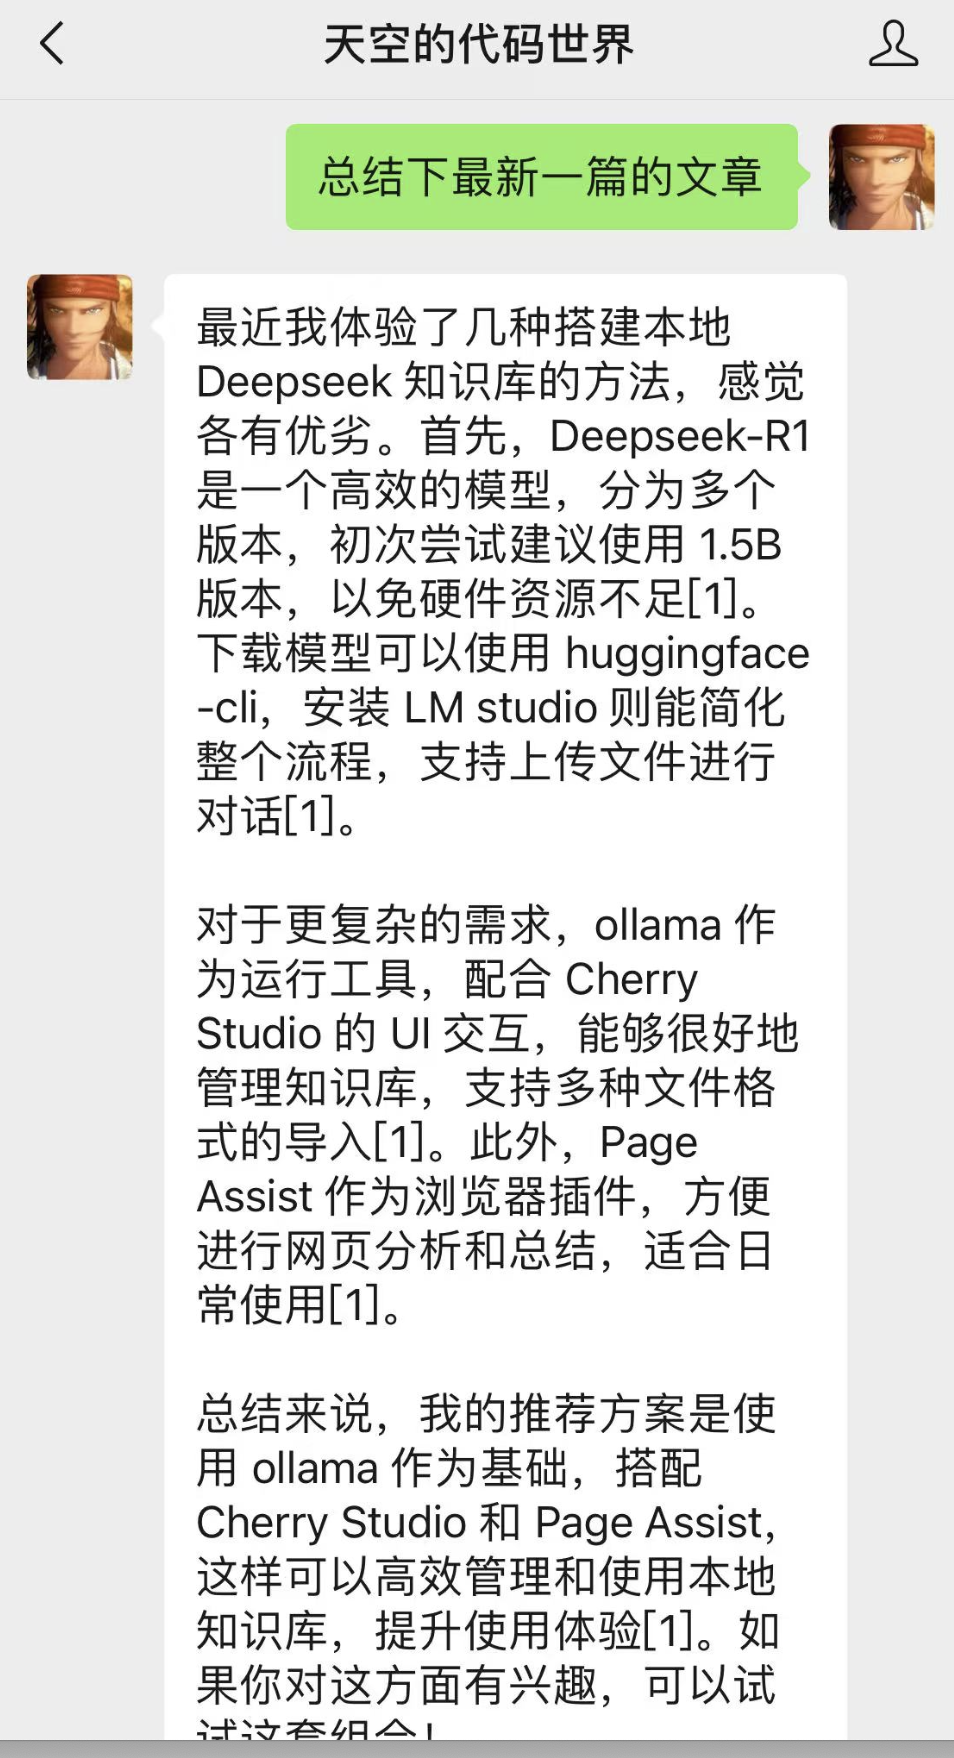 天空的代码世界
总结下最新一篇的文章
最近我体验了几种搭建本地
Deepseek 知识库的方法，感觉
各有优劣。首先，Deepseek-R1
是一个高效的模型，分为多个
版本，初次尝试建议使用 1.5B
版本，以免硬件资源不足[1]。
下载模型可以使用 huggingface
-cli，安装 LM studio 则能简化
整个流程，支持上传文件进行
对话[1]。
对于更复杂的需求，ollama 作
为运行工具，配合 Cherry
Studio 的 UI 交互，能够很好地
管理知识库，支持多种文件格
式的导入[1]。此外，Page
Assist 作为浏览器插件，方便
进行网页分析和总结，适合日
常使用[1]。
总结来说，我的推荐方案是使
用 ollama 作为基础，搭配
Cherry Studio 和 Page Assist，
这样可以高效管理和使用本地
知识库，提升使用体验[1]。如
果你对这方面有兴趣，可以试
试这套组合！